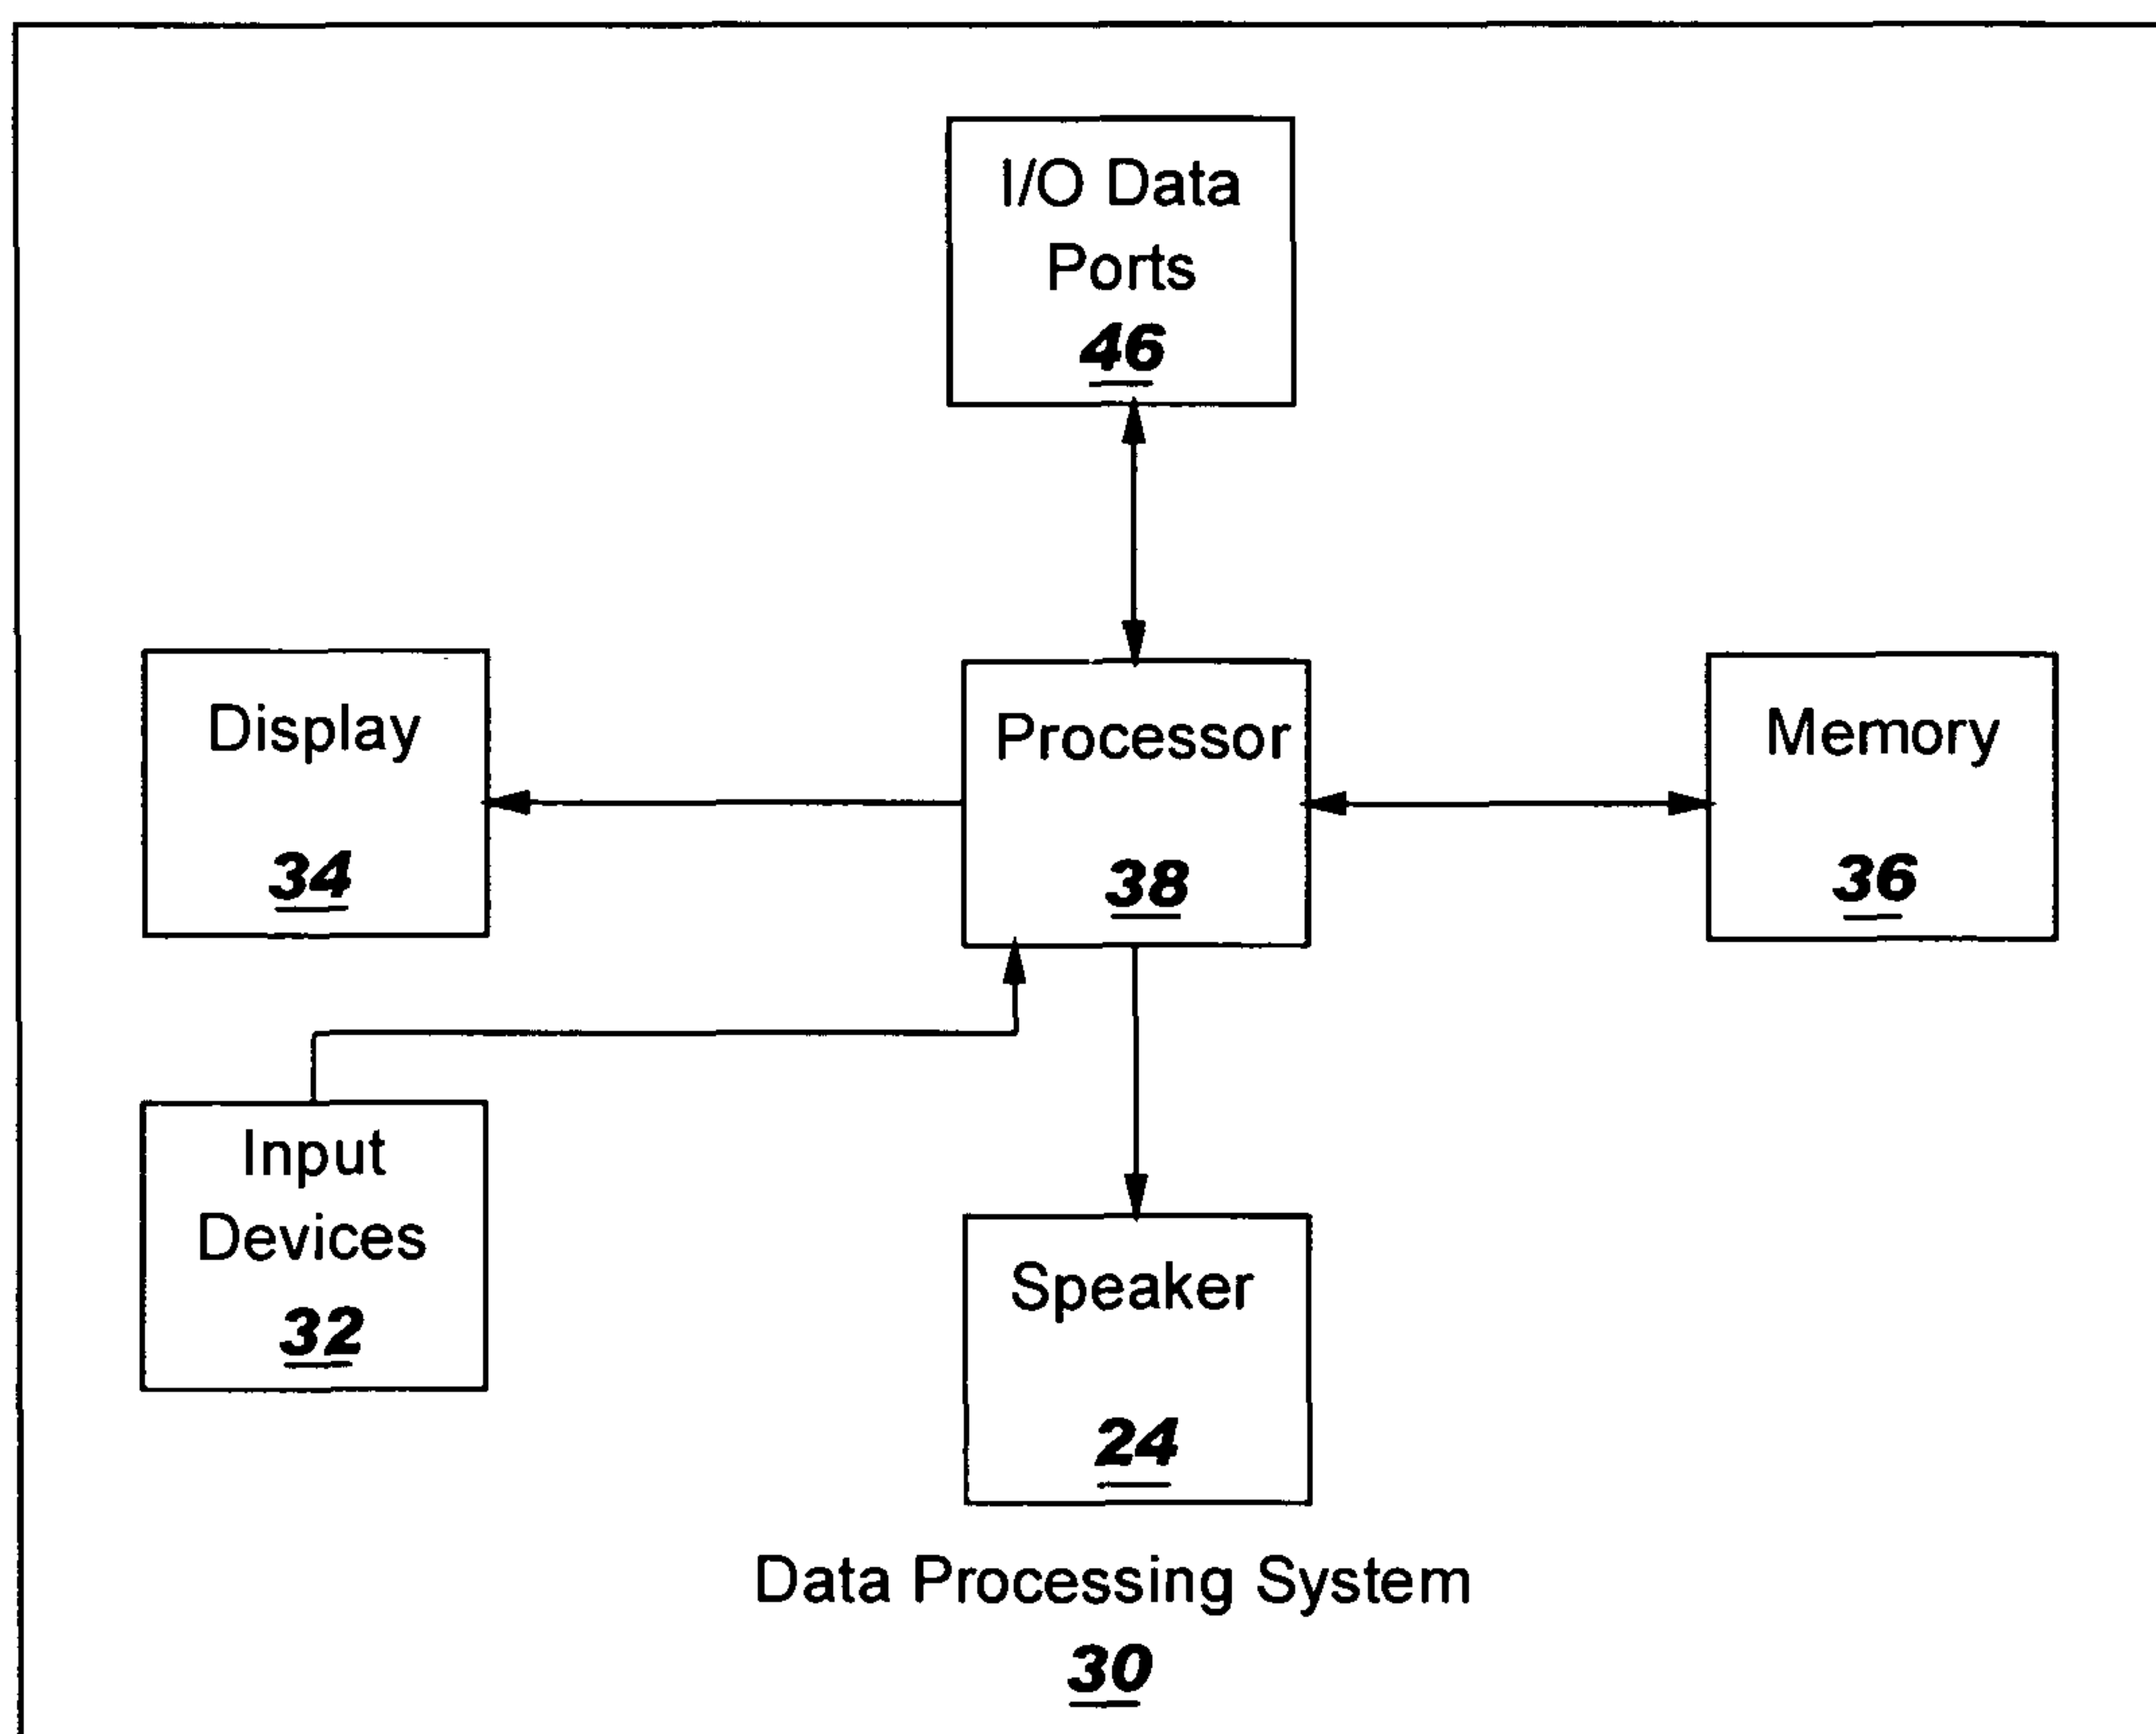 I/O Data
Ports
46
Display
34
Processor
38
Memory
36
Input
Devices
32
Speaker
24
Data Processing System
30